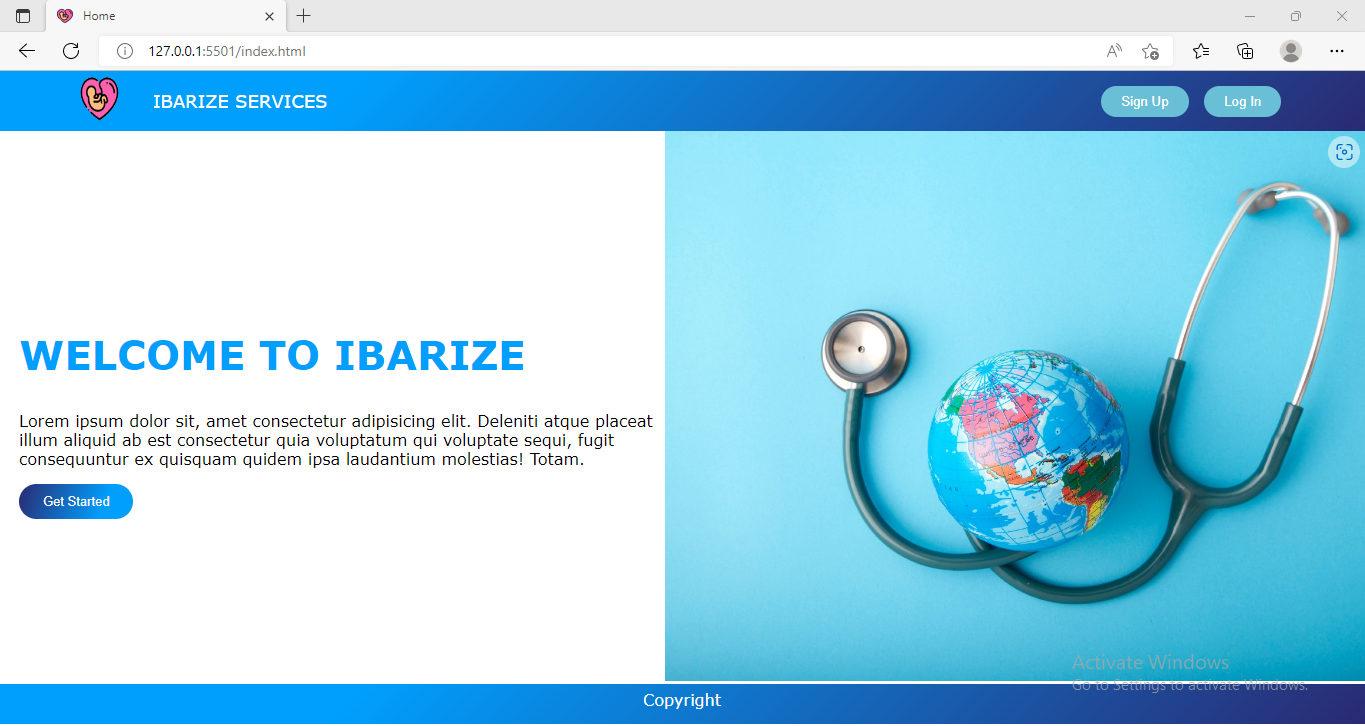 Home
127.0.0.1:5501/index.html
IBARIZE SERVICES
Sign Up
Log In
WELCOME TO IBARIZE
Lorem ipsum dolor sit, amet consectetur adipisicing elit. Deleniti atque placeat
illum aliquid ab est consectetur quia voluptatum qui voluptate sequi, fugit
consequuntur ex quisquam quidem ipsa laudantium molestias! Totam.
Get Started
Activate Windows
Go to Settings to activate Windows.
Copyright